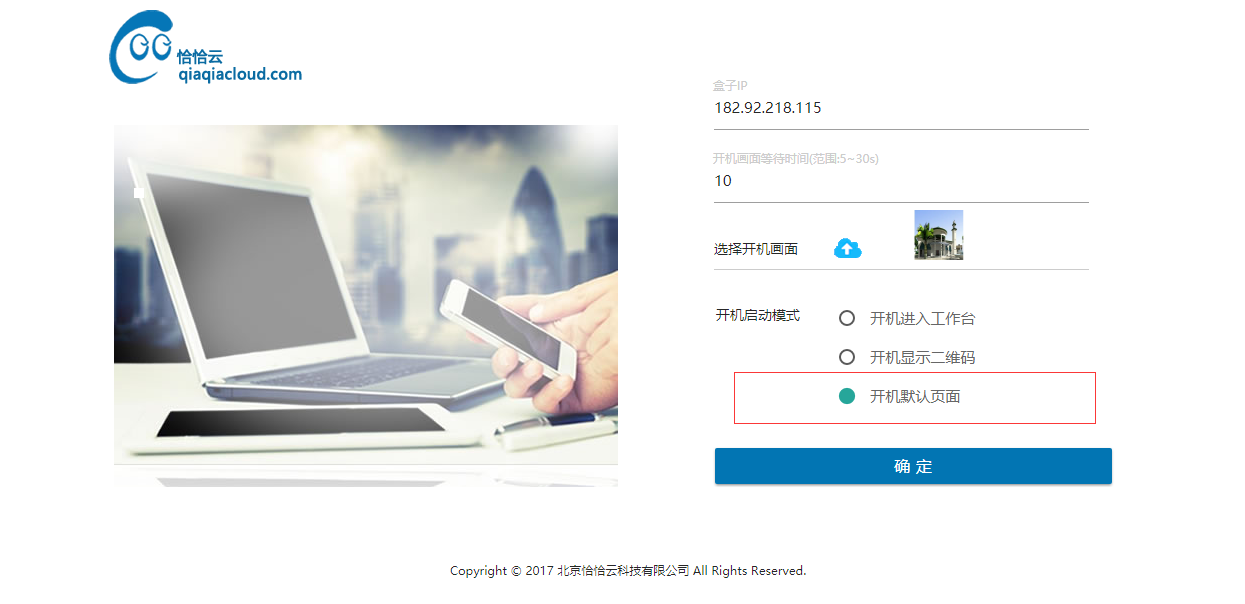 恰恰云
qiaqiacloud.com
盒子IP
182.92.218.115
开机画面等待时间(范围:5~30s)
10
选择开机画面
开机启动模式
开机进入工作台
开机显示二维码
开机默认页面
确 定
Copyright © 2017 北京恰恰云科技有限公司 All Rights Reserved.